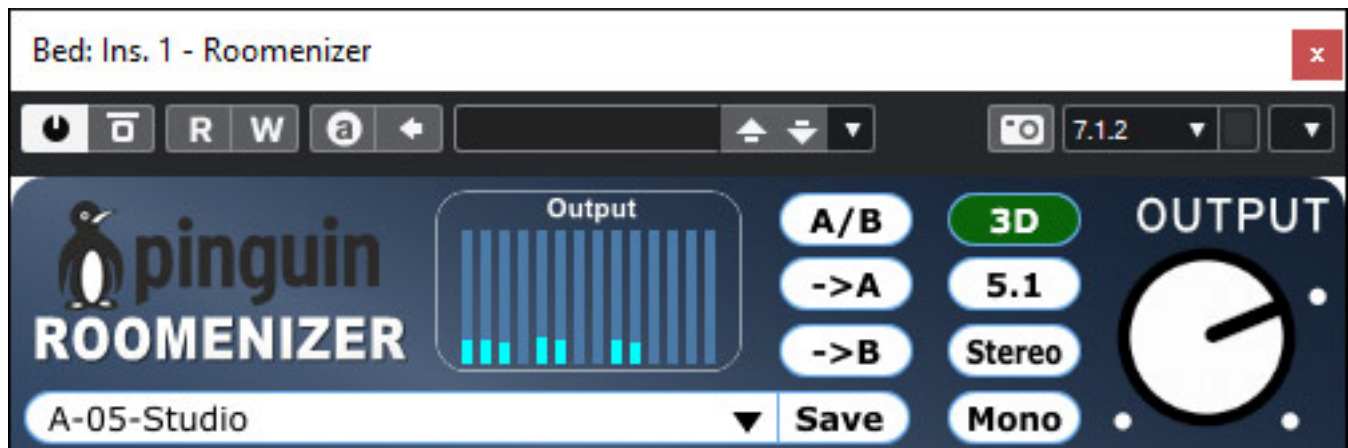 Bed: Ins. 1 - Roomenizer
x
R W a 7.1.2
pinguin
ROOMENIZER
Output
A/B 3D OUTPUT
->A 5.1
->B Stereo
A-05-Studio Save Mono